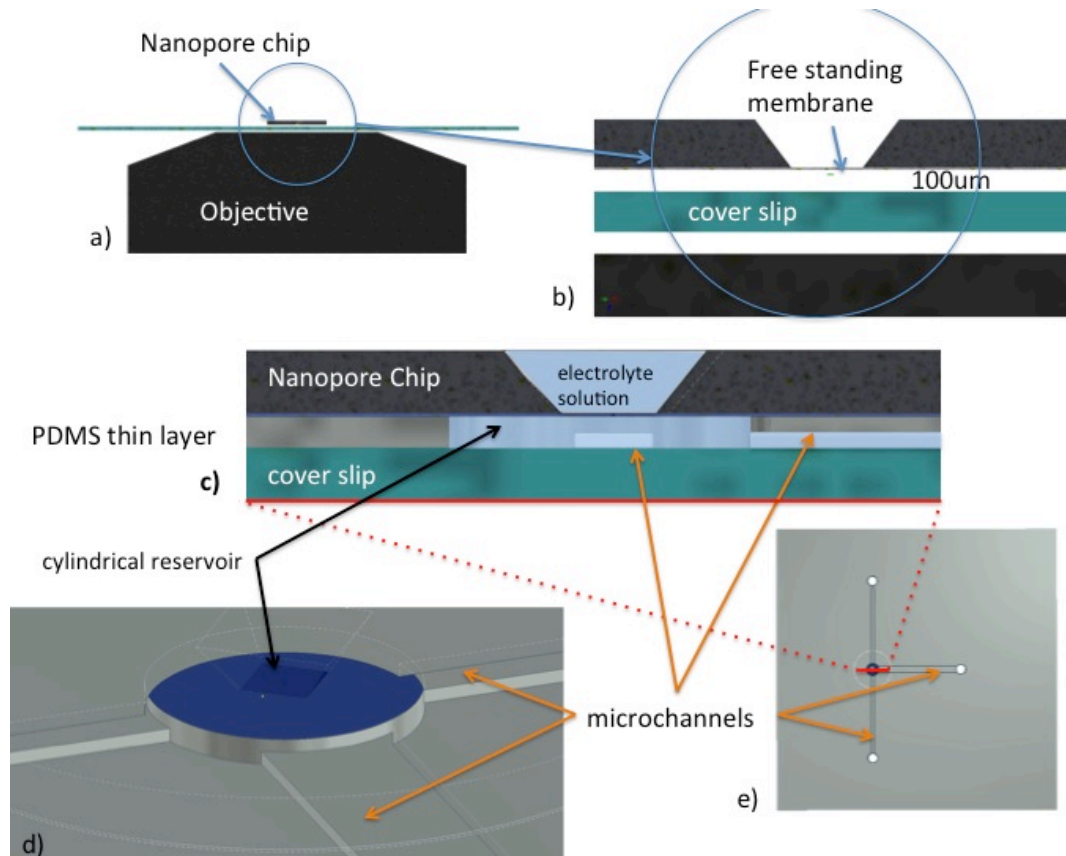 Nanopore chip
Objective
a)
Free standing
membrane
100um
cover slip
b)
Nanopore Chip
electrolyte
solution
PDMS thin layer
cover slip
c)
cylindrical reservoir
microchannels
d)
e)